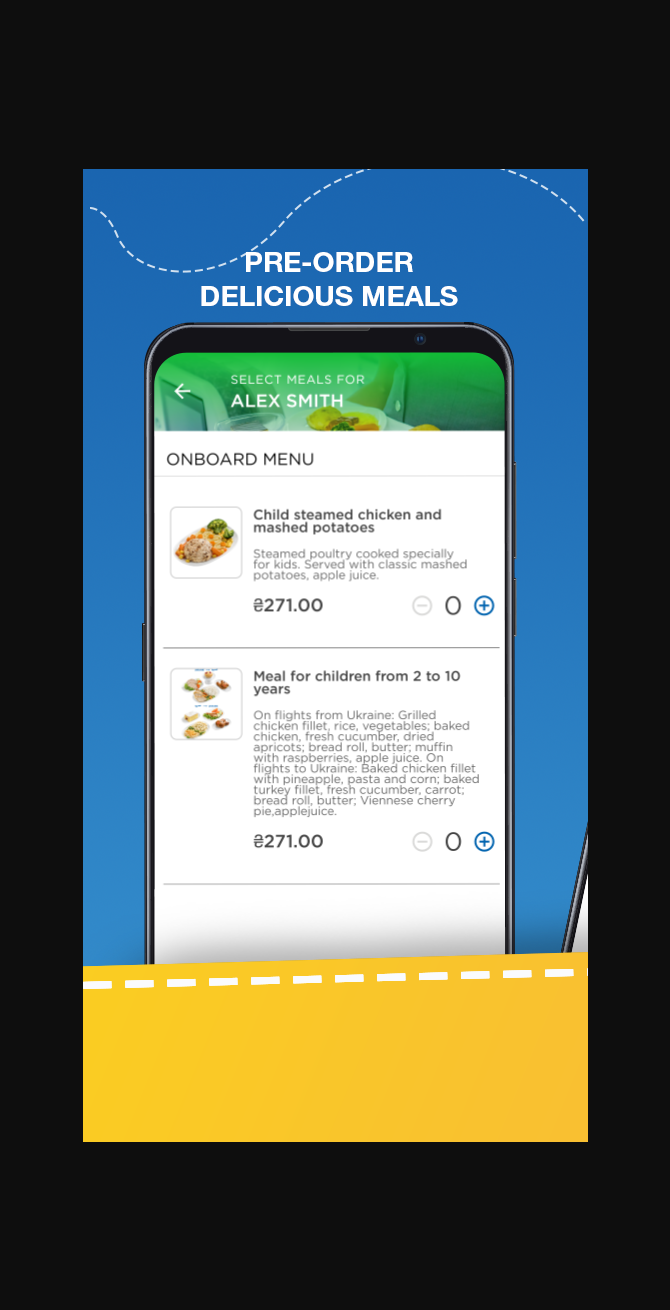 PRE-ORDER
DELICIOUS MEALS
SELECT MEALS FOR
ALEX SMITH
ONBOARD MENU
Child steamed chicken and
mashed potatoes
Steamed poultry cooked specially
for kids. Served with classic mashed
potatoes, apple juice.
₴271.00
0
Meal for children from 2 to 10
years
On flights from Ukraine: Grilled
chicken fillet, rice, vegetables; baked
chicken, fresh cucumber, dried
apricots; bread roll, butter; muffin
with raspberries, apple juice. On
flights to Ukraine: Baked chicken fillet
with pineapple, pasta and corn; baked
turkey fillet, fresh cucumber, carrot;
bread roll, butter; Viennese cherry
pie,applejuice.
₴271.00
0